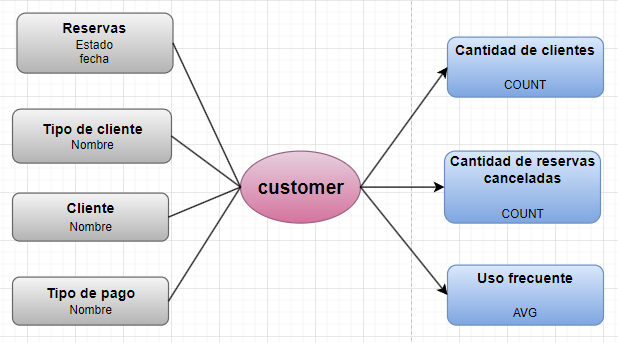 Reservas
Estado
fecha
Tipo de cliente
Nombre
Cliente
Nombre
Tipo de pago
Nombre
customer
Cantidad de clientes
COUNT
Cantidad de reservas
canceladas
COUNT
Uso frecuente
AVG